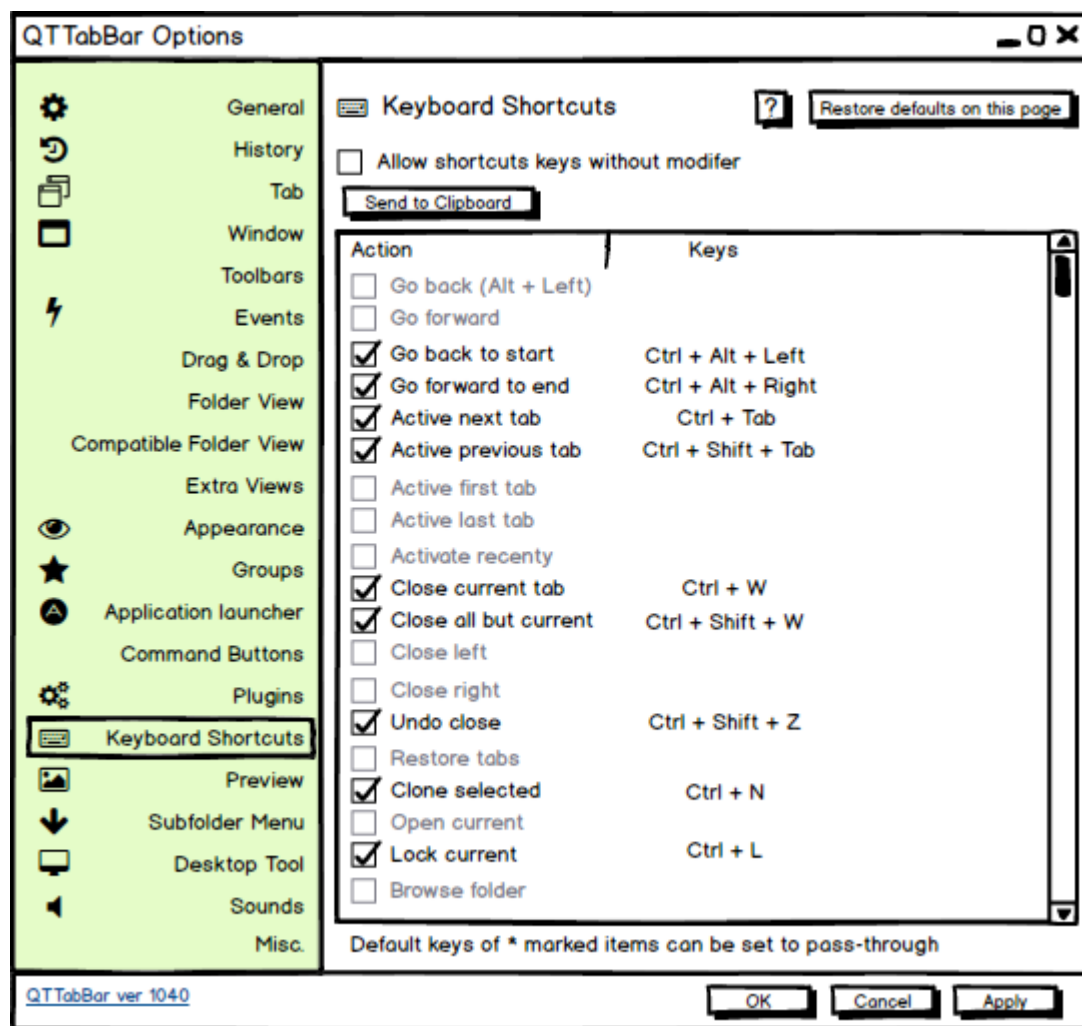 QTTabBar Options
General
History
Tab
Window
Toolbars
Events
Drag & Drop
Folder View
Compatible Folder View
Extra Views
Appearance
Groups
Application launcher
Command Buttons
Plugins
Keyboard Shortcuts
Preview
Subfolder Menu
Desktop Tool
Sounds
Misc.
Keyboard Shortcuts ? Restore defaults on this page
Allow shortcuts keys without modifer
Send to Clipboard
Action Keys
Go back (Alt + Left)
Go forward
Go back to start Ctrl + Alt + Left
Go forward to end Ctrl + Alt + Right
Active next tab Ctrl + Tab
Active previous tab Ctrl + Shift + Tab
Active first tab
Active last tab
Activate recenty
Close current tab Ctrl + W
Close all but current Ctrl + Shift + W
Close left
Close right
Undo close Ctrl + Shift + Z
Restore tabs
Clone selected Ctrl + N
Open current
Lock current Ctrl + L
Browse folder
Default keys of * marked items can be set to pass-through
QTTabBar ver 1040
OK Cancel Apply